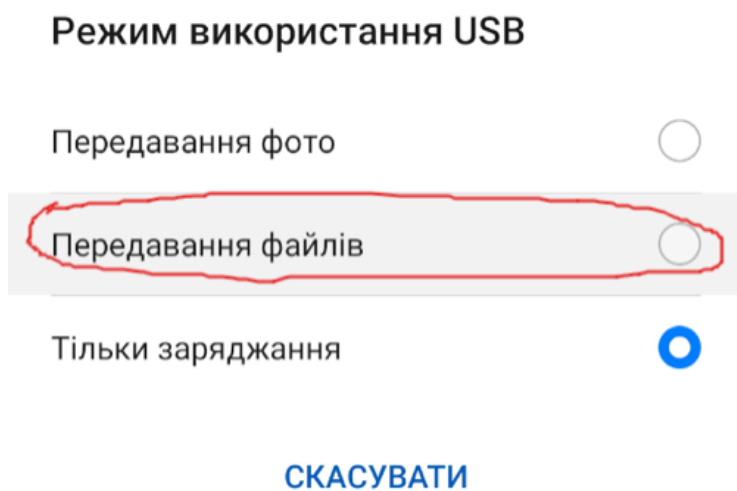 Режим використання USB
Передавання фото
Передавання файлів
Тільки заряджання
СКАСУВАТИ